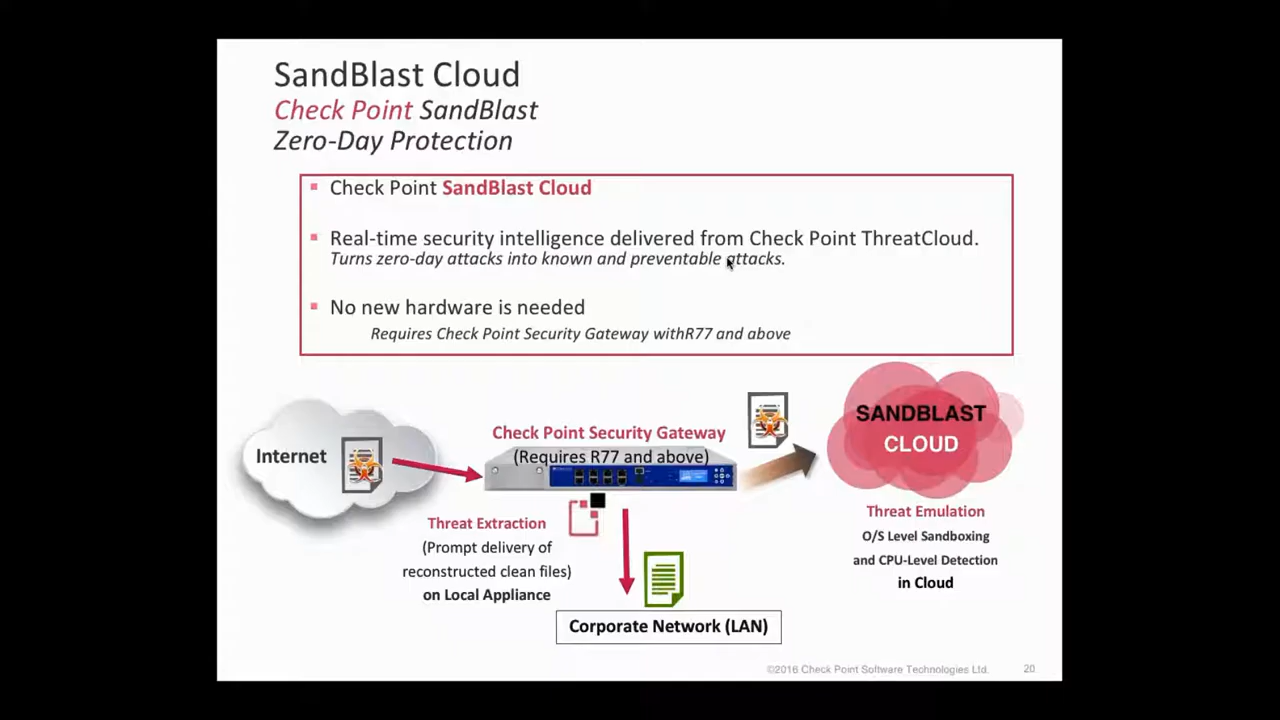 SandBlast Cloud
Check Point SandBlast
Zero-Day Protection
Check Point SandBlast Cloud
Real-time security intelligence delivered from Check Point ThreatCloud.
Turns zero-day attacks into known and preventable attacks.
No new hardware is needed
Requires Check Point Security Gateway withR77 and above
Internet
Check Point Security Gateway
(Requires R77 and above)
SANDBLAST
CLOUD
Threat Extraction
(Prompt delivery of
reconstructed clean files)
on Local Appliance
Threat Emulation
O/S Level Sandboxing
and CPU-Level Detection
in Cloud
Corporate Network (LAN)
©2016 Check Point Software Technologies Ltd.
20